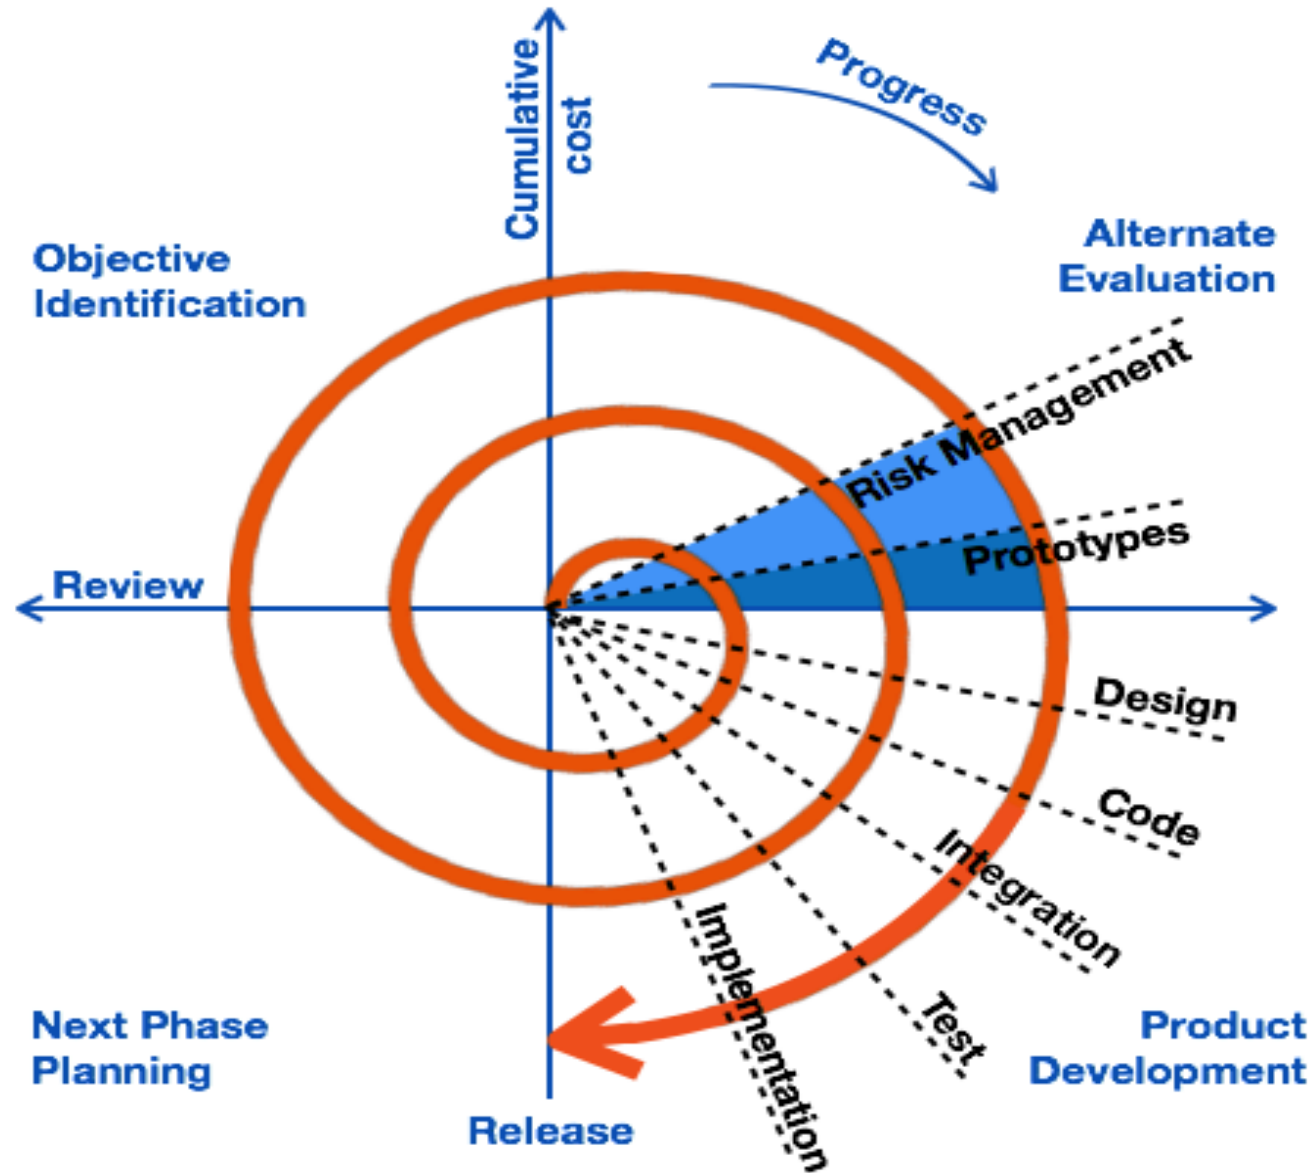 Cumulative
cost
Progress
Objective
Identification
Alternate
Evaluation
Risk Management
Prototypes
Review
Design
Code
Integration
Test
Implementation
Next Phase
Planning
Product
Development
Release